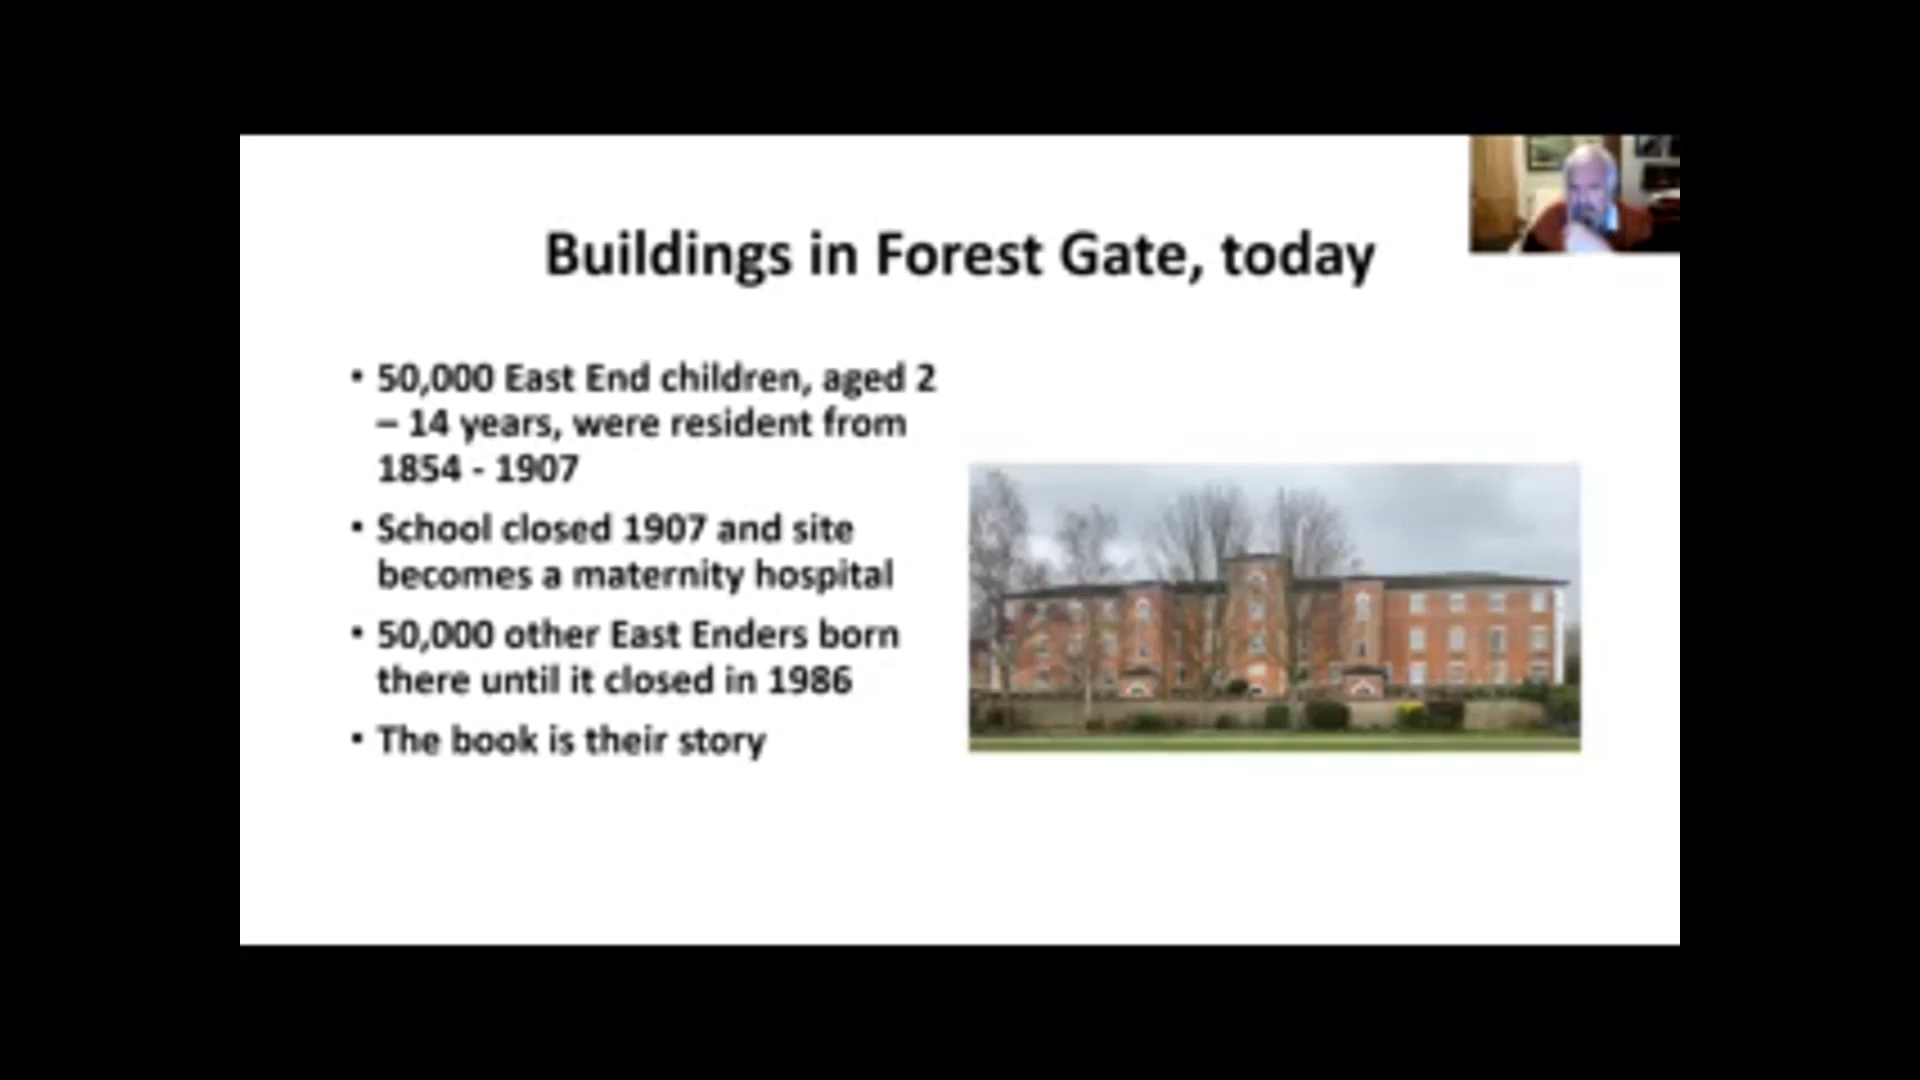 Buildings in Forest Gate, today
• 50,000 East End children, aged 2
– 14 years, were resident from
1854 - 1907
• School closed 1907 and site
becomes a maternity hospital
• 50,000 other East Enders born
there until it closed in 1986
• The book is their story